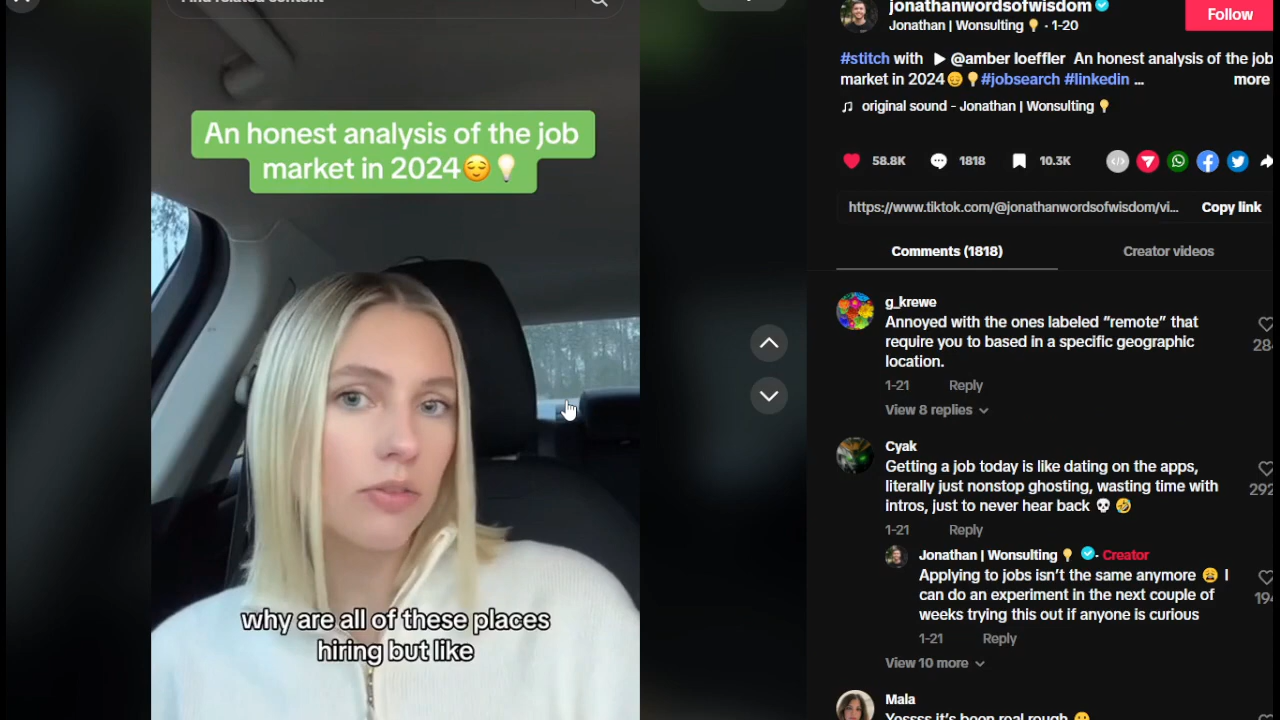 An honest analysis of the job
market in 2024😌💡
why are all of these places
hiring but like
jonathanwordsofwisdom
Jonathan | Wonsulting 💡 · 1-20
Follow
#stitch with ▶ @amber loeffler An honest analysis of the job
market in 2024😌💡#jobsearch #linkedin ...
more
♫ original sound - Jonathan | Wonsulting 💡
58.8K
1818
10.3K
https://www.tiktok.com/@jonathanwordsofwisdom/vi...
Copy link
Comments (1818)
Creator videos
g_krewe
Annoyed with the ones labeled “remote” that
require you to based in a specific geographic
location.
1-21
Reply
View 8 replies
Cyak
Getting a job today is like dating on the apps,
literally just nonstop ghosting, wasting time with
intros, just to never hear back 💀 🤣
1-21
Reply
Jonathan | Wonsulting 💡 · Creator
Applying to jobs isn’t the same anymore 😩 I
can do an experiment in the next couple of
weeks trying this out if anyone is curious
1-21
Reply
View 10 more
Mala
Yessss it’s been real rough